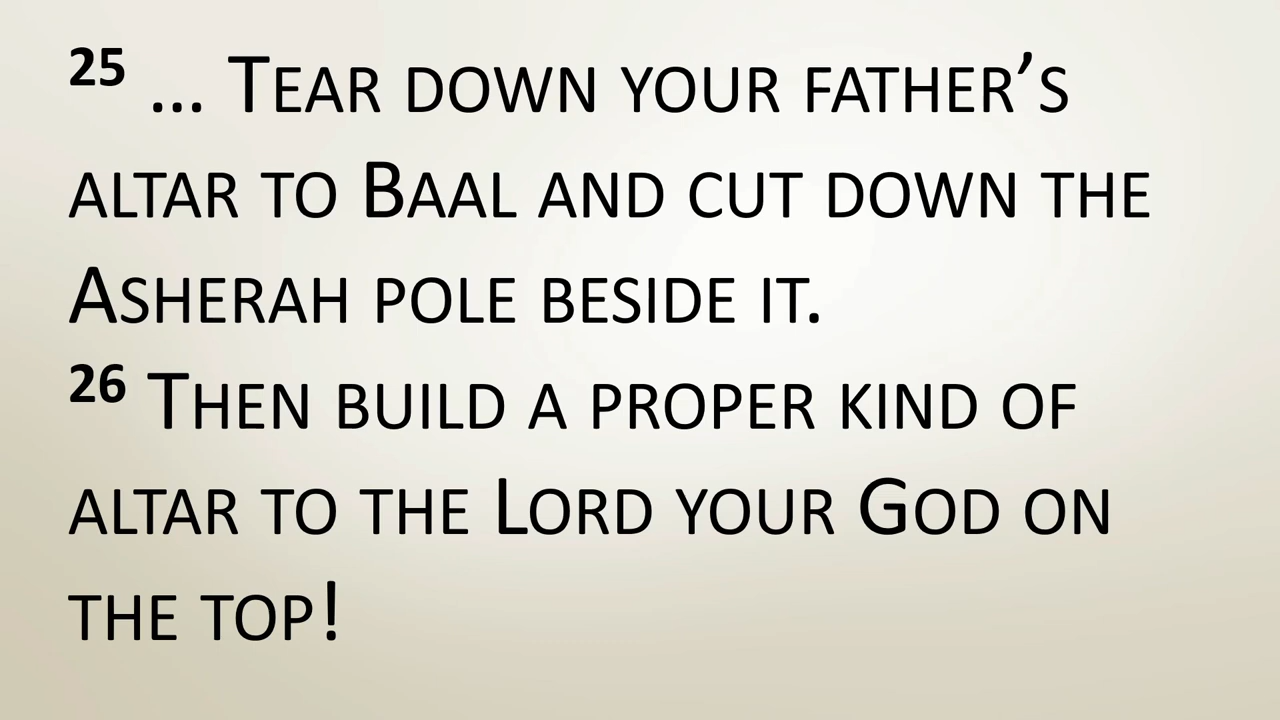 25 ... Tear down your father’s
altar to Baal and cut down the
Asherah pole beside it.
26 Then build a proper kind of
altar to the Lord your God on
the top!